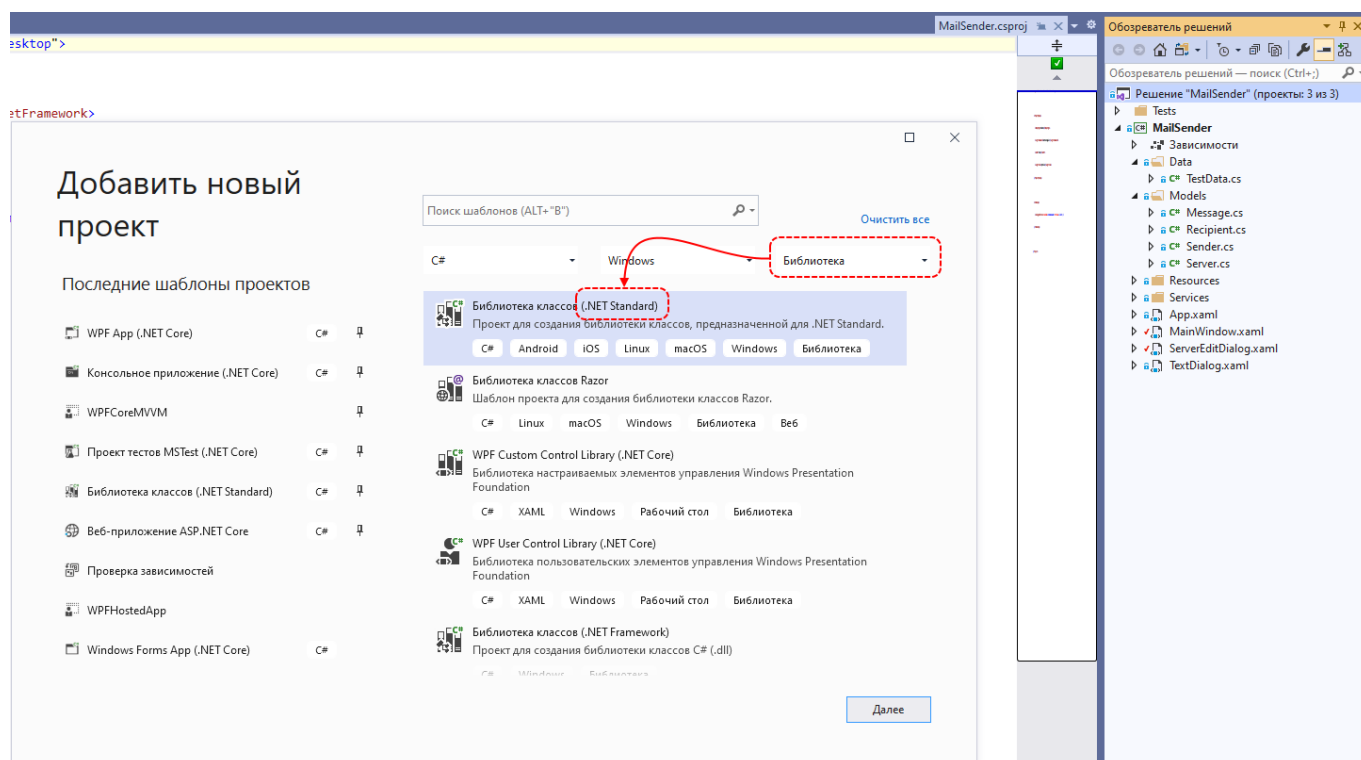 MailSender.csproj
esktop">
etFramework>
Добавить новый
проект
Последние шаблоны проектов
WPF App (.NET Core) C#
Консольное приложение (.NET Core) C#
WPFCoreMVVM
Проект тестов MSTest (.NET Core) C#
Библиотека классов (.NET Standard) C#
Веб-приложение ASP.NET Core C#
Проверка зависимостей
WPFHostedApp
Windows Forms App (.NET Core) C#
Поиск шаблонов (ALT+"B")
Очистить все
C# Windows Библиотека
Библиотека классов (.NET Standard)
Проект для создания библиотеки классов, предназначенной для .NET Standard.
C# Android iOS Linux macOS Windows Библиотека
Библиотека классов Razor
Шаблон проекта для создания библиотеки классов Razor.
C# Linux macOS Windows Библиотека Веб
WPF Custom Control Library (.NET Core)
Библиотека настраиваемых элементов управления Windows Presentation
Foundation
C# XAML Windows Рабочий стол Библиотека
WPF User Control Library (.NET Core)
Библиотека пользовательских элементов управления Windows Presentation
Foundation
C# XAML Windows Рабочий стол Библиотека
Библиотека классов (.NET Framework)
Проект для создания библиотеки классов C# (.dll)
C# Windows Библиотека
Далее
Обозреватель решений
Обозреватель решений — поиск (Ctrl+;)
Решение "MailSender" (проекты: 3 из 3)
Tests
MailSender
Зависимости
Data
TestData.cs
Models
Message.cs
Recipient.cs
Sender.cs
Server.cs
Resources
Services
App.xaml
MainWindow.xaml
ServerEditDialog.xaml
TextDialog.xaml